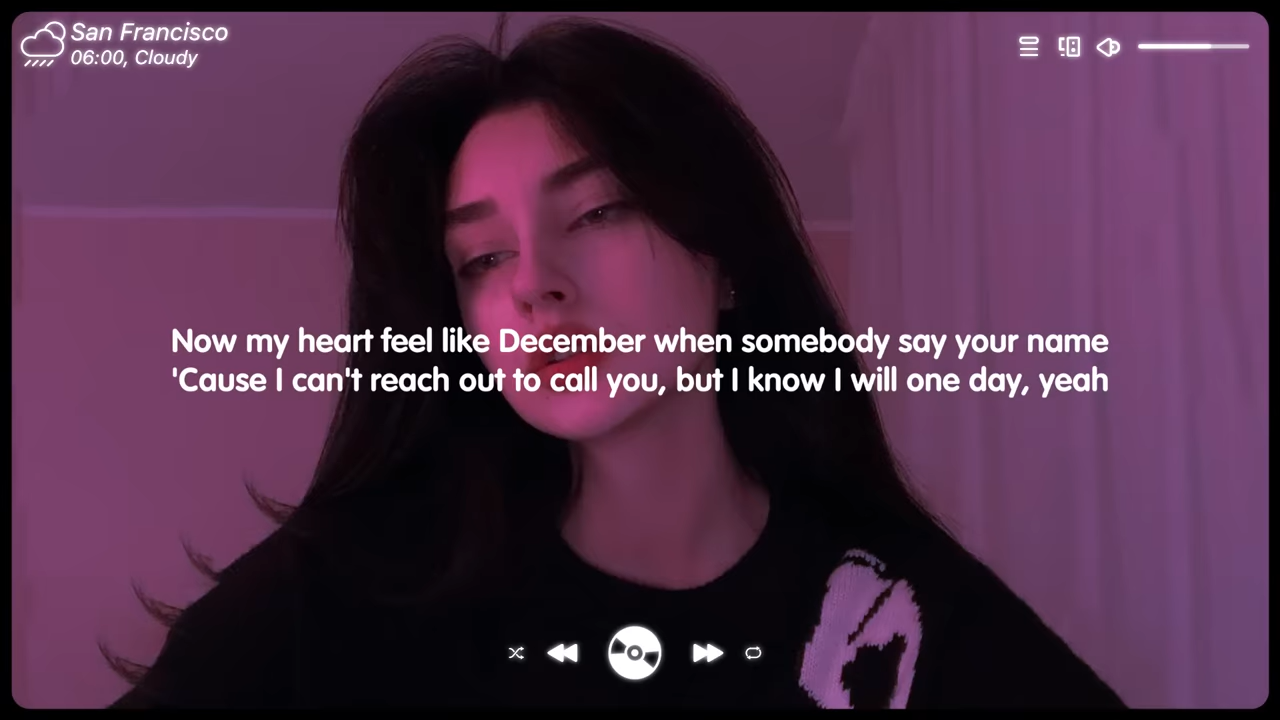 San Francisco
06:00, Cloudy
Now my heart feel like December when somebody say your name
'Cause I can't reach out to call you, but I know I will one day, yeah